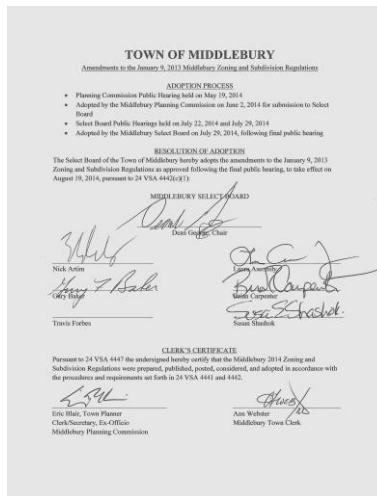 TOWN OF MIDDLEBURY
Amendments to the January 9, 2013 Middlebury Zoning and Subdivision Regulations
ADOPTION PROCESS
• Planning Commission Public Hearing held on May 19, 2014
• Adopted by the Middlebury Planning Commission on June 2, 2014 for submission to Select
Board
• Select Board Public Hearings held on July 22, 2014 and July 29, 2014
• Adopted by the Middlebury Select Board on July 29, 2014, following final public hearing
RESOLUTION OF ADOPTION
The Select Board of the Town of Middlebury hereby adopts the amendments to the January 9, 2013
Zoning and Subdivision Regulations as approved following the final public hearing, to take effect on
August 19, 2014, pursuant to 24 VSA 4442(c)(1):
MIDDLEBURY SELECT BOARD
Dean George, Chair
Nick Artim
Laura Asermily
Gary F Baker
Gary Baker
Susan Carpenter
Susan Shashok
Travis Forbes
Susan Shashok
CLERK'S CERTIFICATE
Pursuant to 24 VSA 4447 the undersigned hereby certify that the Middlebury 2014 Zoning and
Subdivision Regulations were prepared, published, posted, considered, and adopted in accordance with
the procedures and requirements set forth in 24 VSA 4441 and 4442.
Eric Blair, Town Planner
Clerk/Secretary, Ex-Officio
Middlebury Planning Commission
Ann Webster
Middlebury Town Clerk